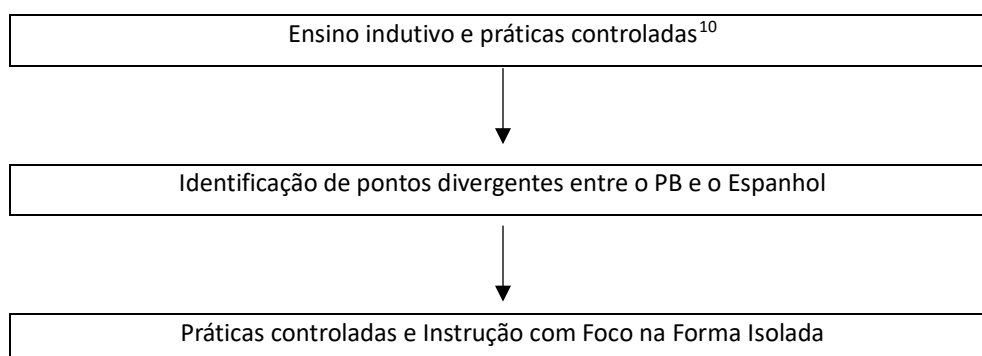 Ensino indutivo e práticas controladas¹⁰
Identificação de pontos divergentes entre o PB e o Espanhol
Práticas controladas e Instrução com Foco na Forma Isolada